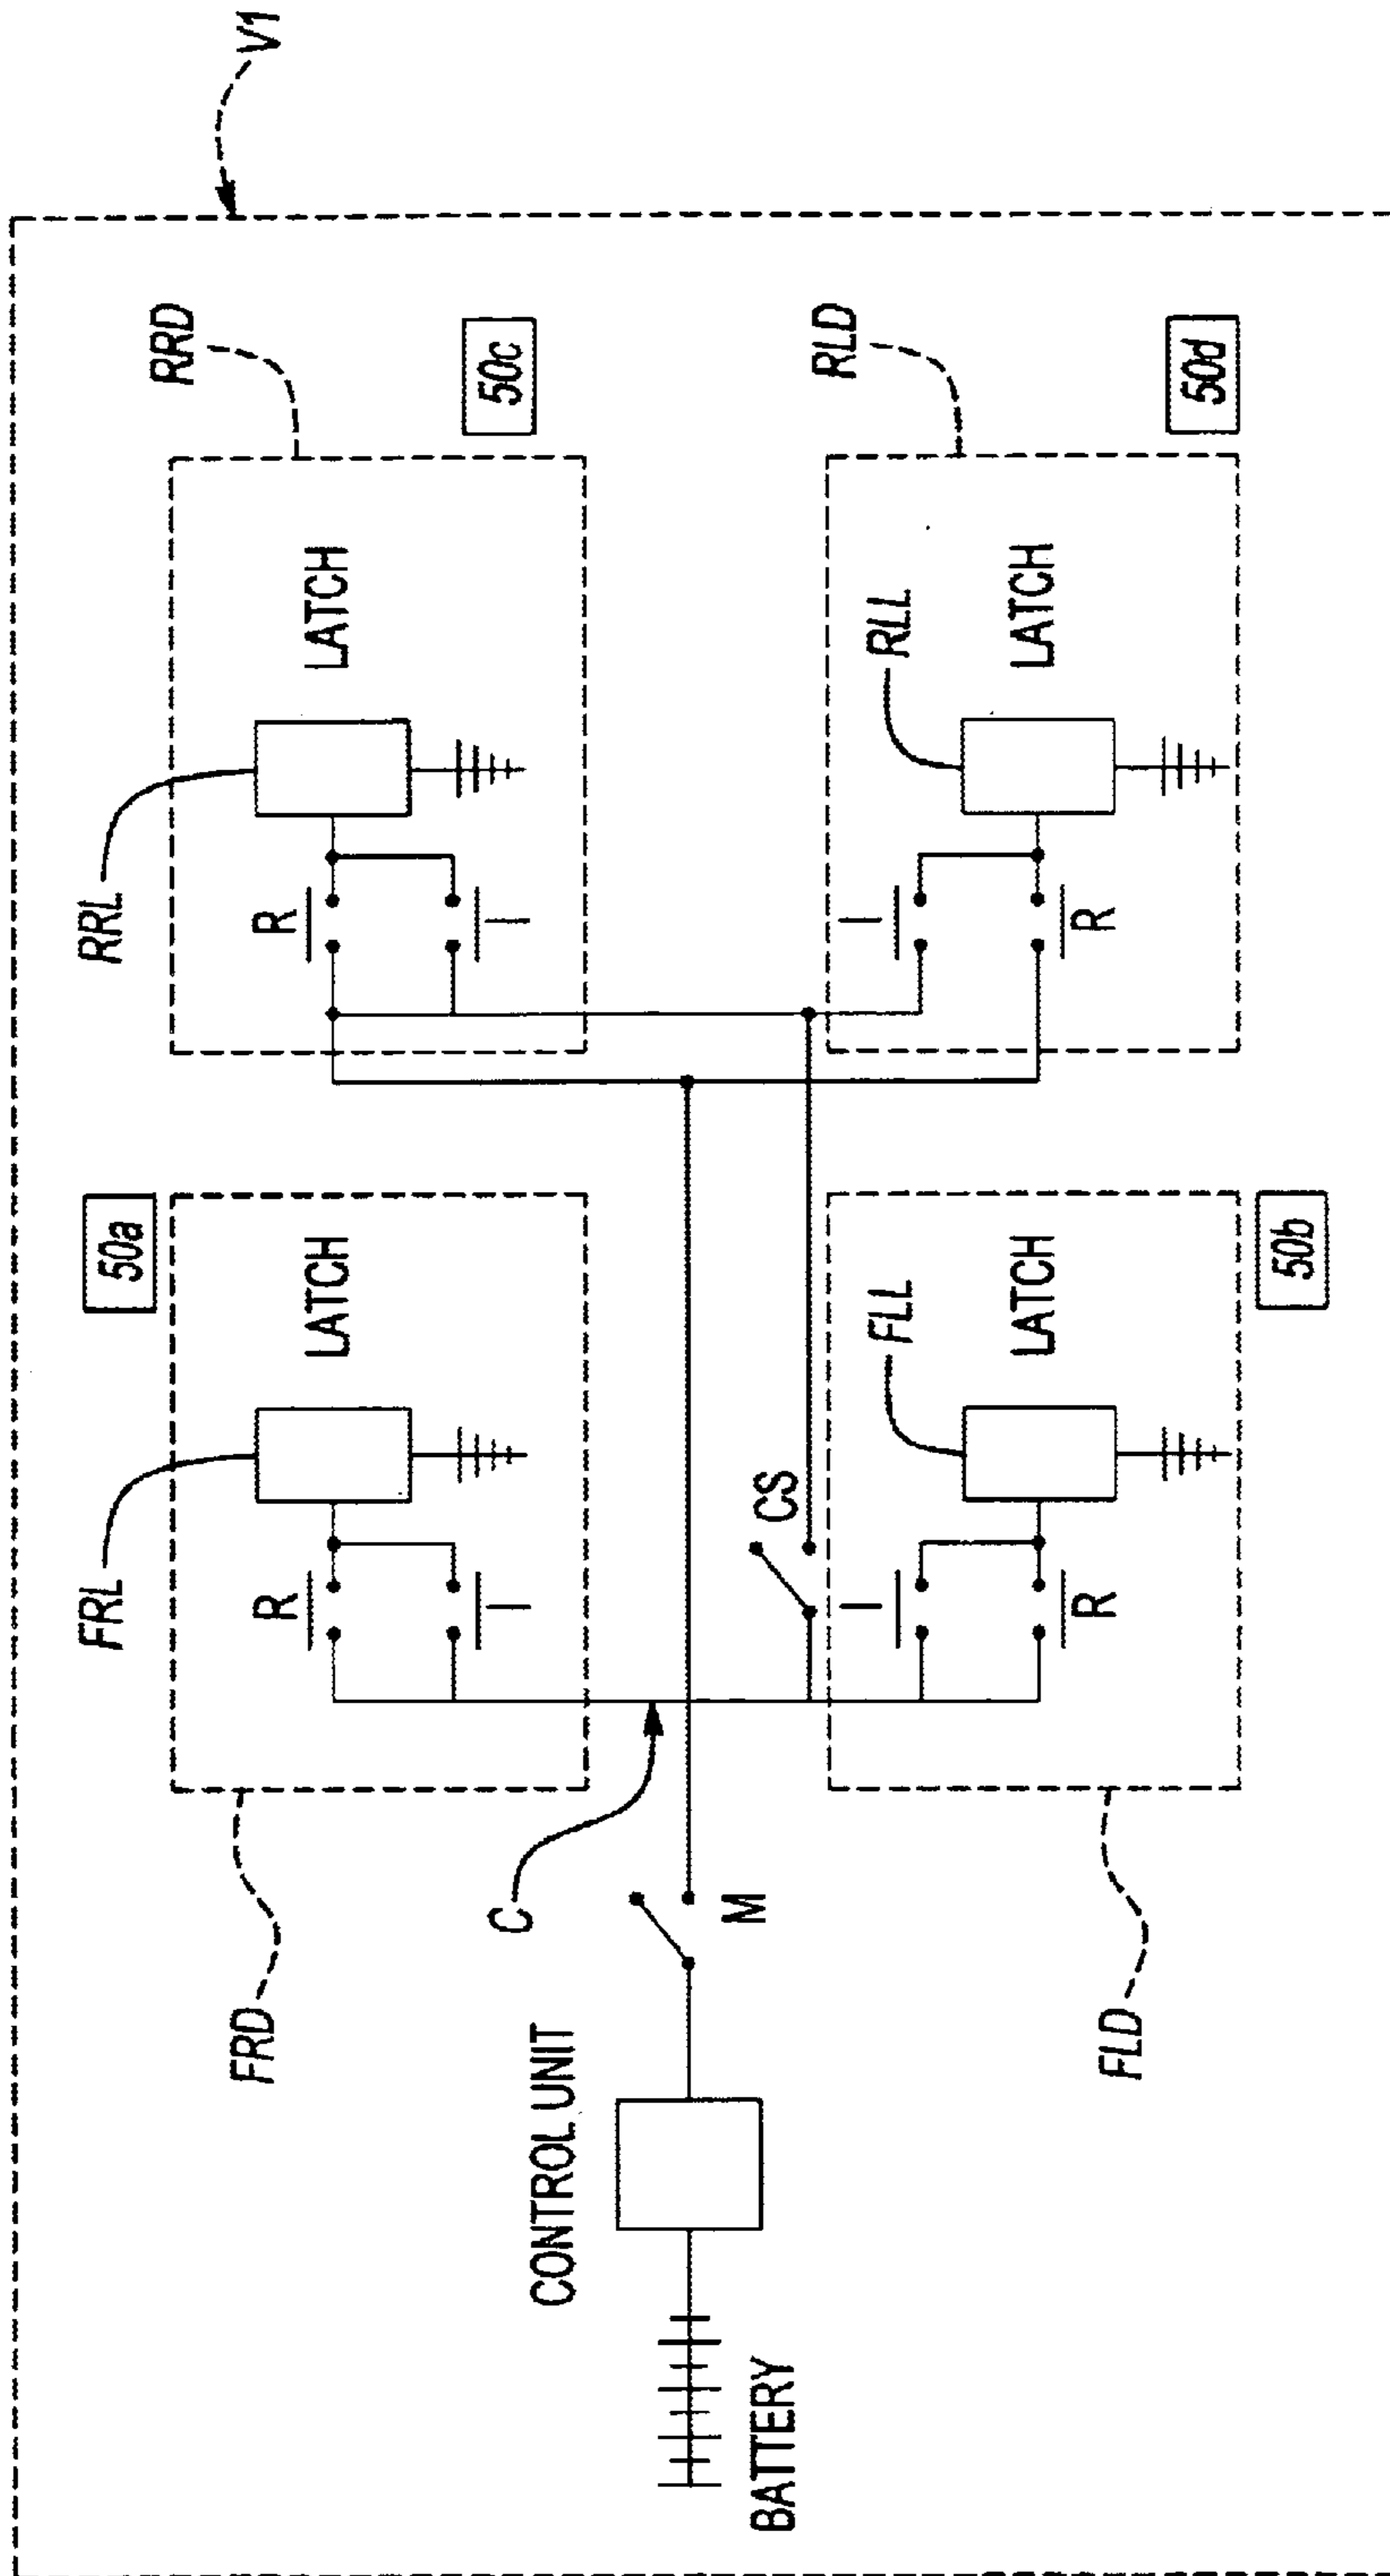 V1
RRD
50c
RLD
50d
LATCH
RRL
R
I
LATCH
RLL
I
R
50a
LATCH
FRL
R
I
50b
LATCH
FLL
I
R
CS
C
M
FRD
FLD
CONTROL UNIT
BATTERY